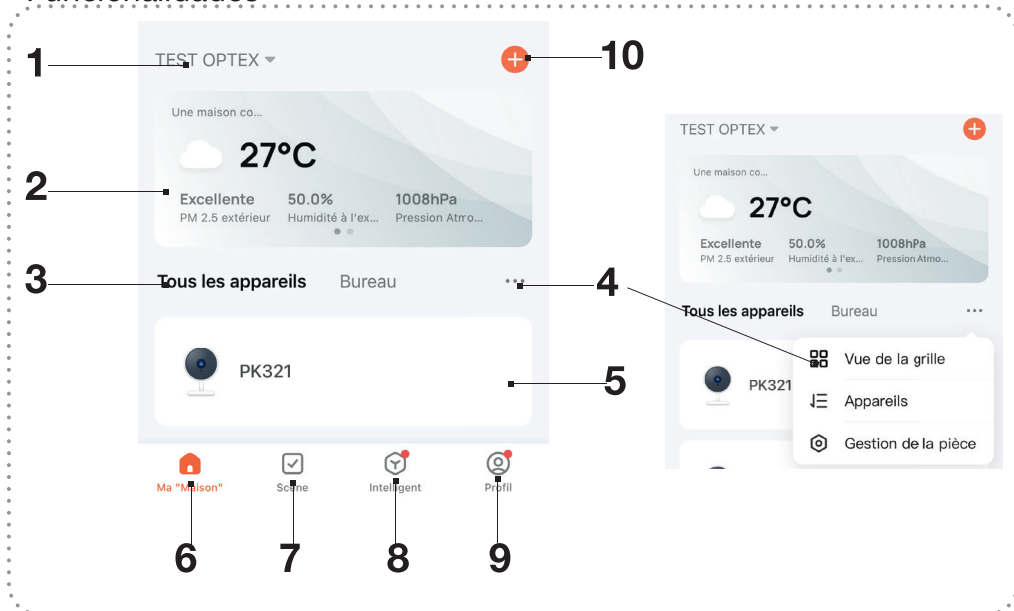 1
TEST OPTEX
10
Une maison co...
27°C
2
Excellente 50.0% 1008hPa
PM 2.5 extérieur Humidité à l'ex... Pression Atmo...
3
Tous les appareils Bureau ...
4
PK321
5
Ma "Maison" Scène Intelligent Profil
6 7 8 9
TEST OPTEX
Une maison co...
27°C
Excellente 50.0% 1008hPa
PM 2.5 extérieur Humidité à l'ex... Pression Atmo...
Tous les appareils Bureau ...
PK321
Vue de la grille
Appareils
Gestion de la pièce